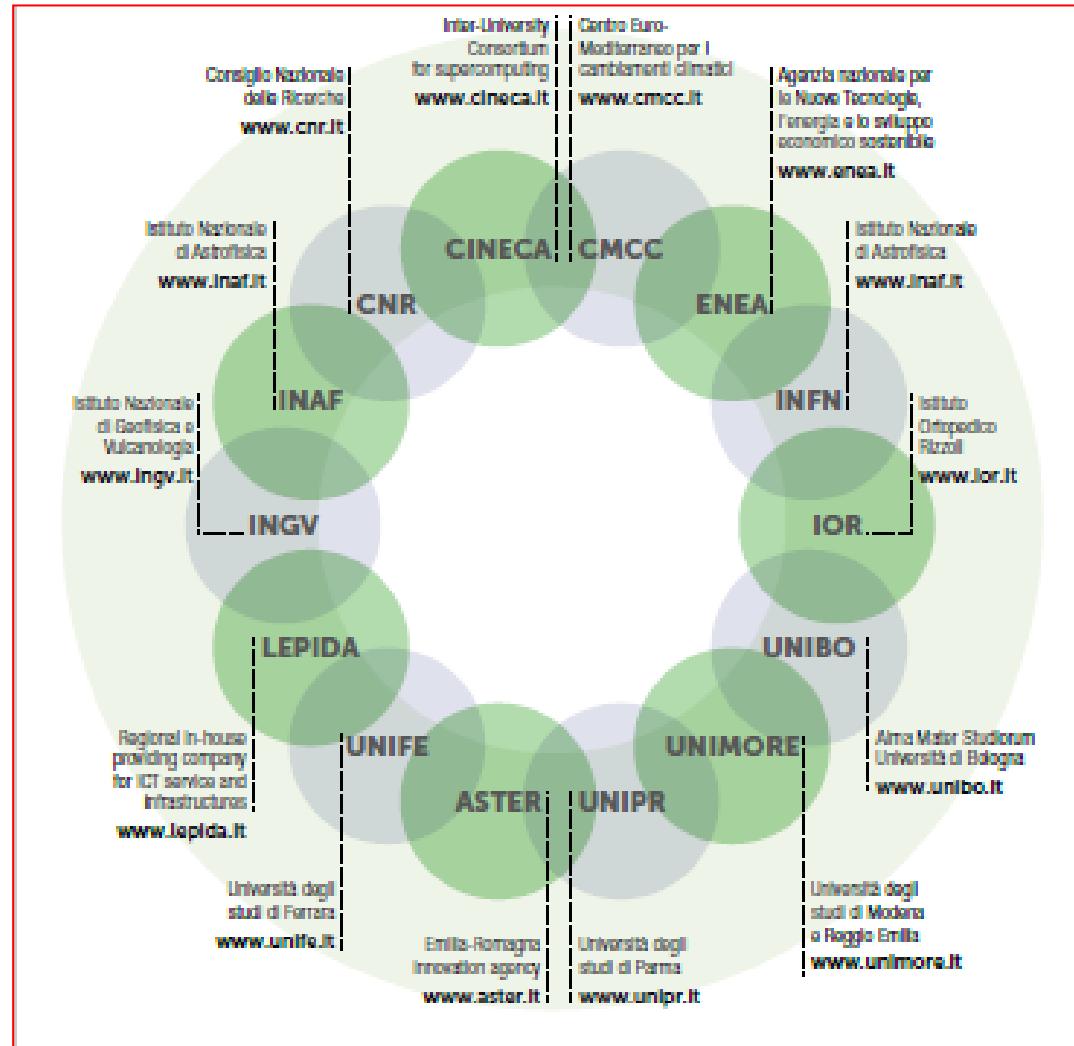 Inter-University
Consortium
for supercomputing
www.cineca.it
Centro Euro-
Mediterraneo per i
cambiamenti climatici
www.cmcc.it
Consiglio Nazionale
delle Ricerche
www.cnr.it
Agenzia nazionale per
le Nuove Tecnologie,
l'energia e lo sviluppo
economico sostenibile
www.enea.it
Istituto Nazionale
di Astrofisica
www.inaf.it
Istituto Nazionale
di Astrofisica
www.inaf.it
CINECA
CMCC
CNR
ENEA
INAF
INFN
Istituto Nazionale
di Geofisica e
Vulcanologia
www.ingv.it
Istituto
Ortopedico
Rizzoli
www.ior.it
INGV
IOR
LEPIDA
UNIBO
UNIFE
UNIMORE
ASTER
UNIPR
Regional in-house
providing company
for ICT service and
infrastructures
www.lepida.it
Alma Mater Studiorum
Università di Bologna
www.unibo.it
Università degli
studi di Ferrara
www.unife.it
Emilia-Romagna
innovation agency
www.aster.it
Università degli
studi di Parma
www.unipr.it
Università degli
studi di Modena
e Reggio Emilia
www.unimore.it